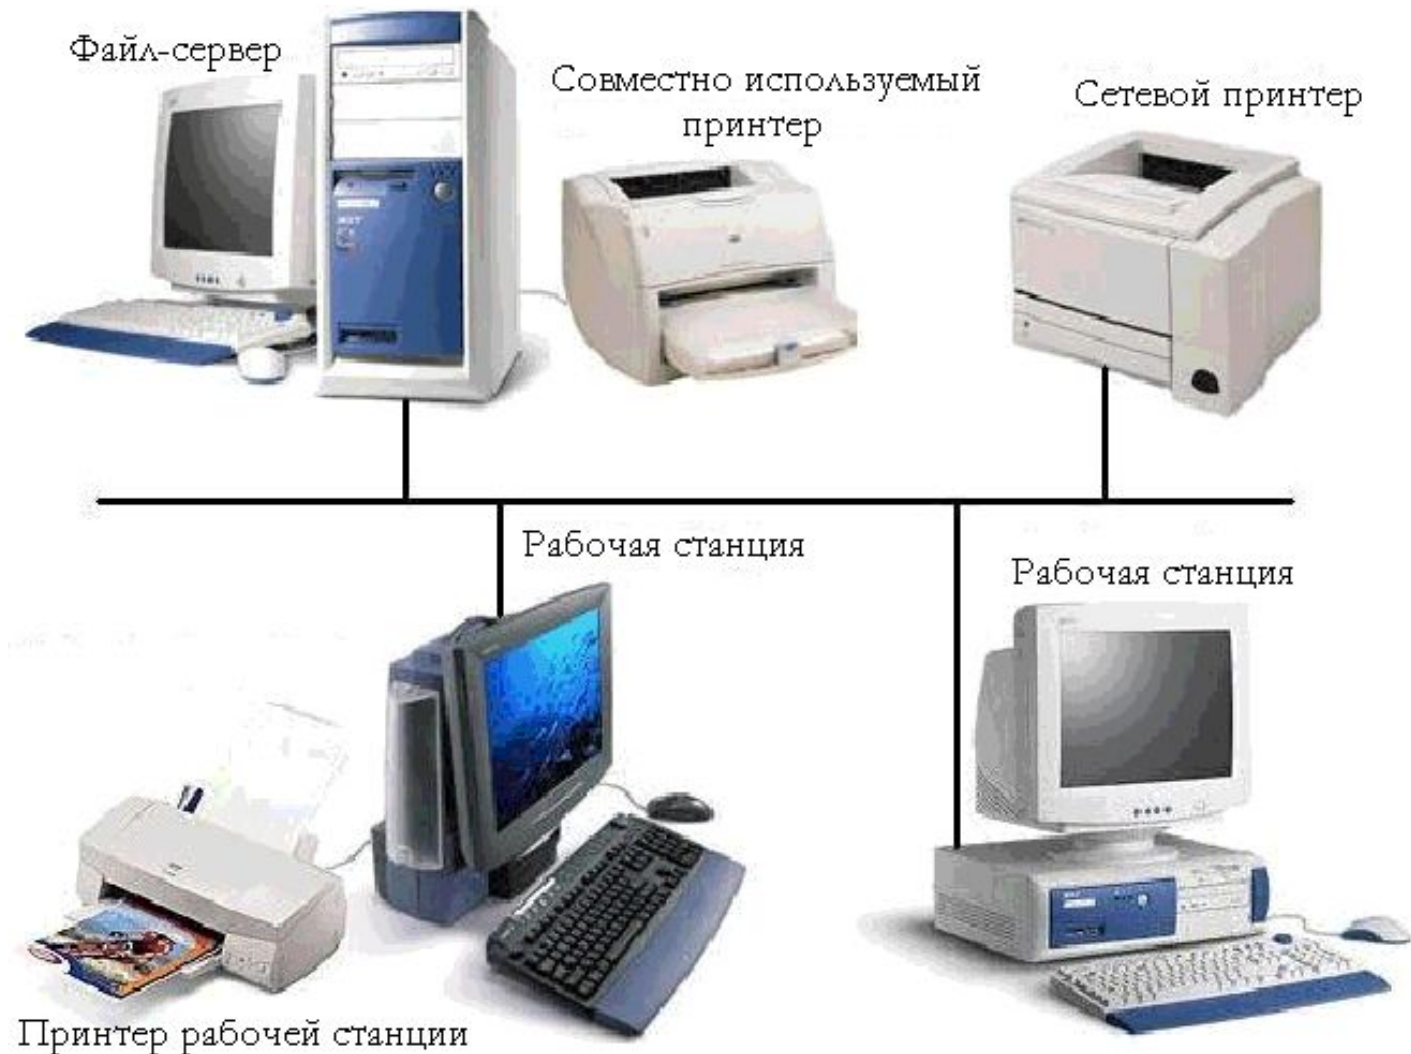 Файл-сервер
Совместно используемый
принтер
Сетевой принтер
Рабочая станция
Рабочая станция
Принтер рабочей станции